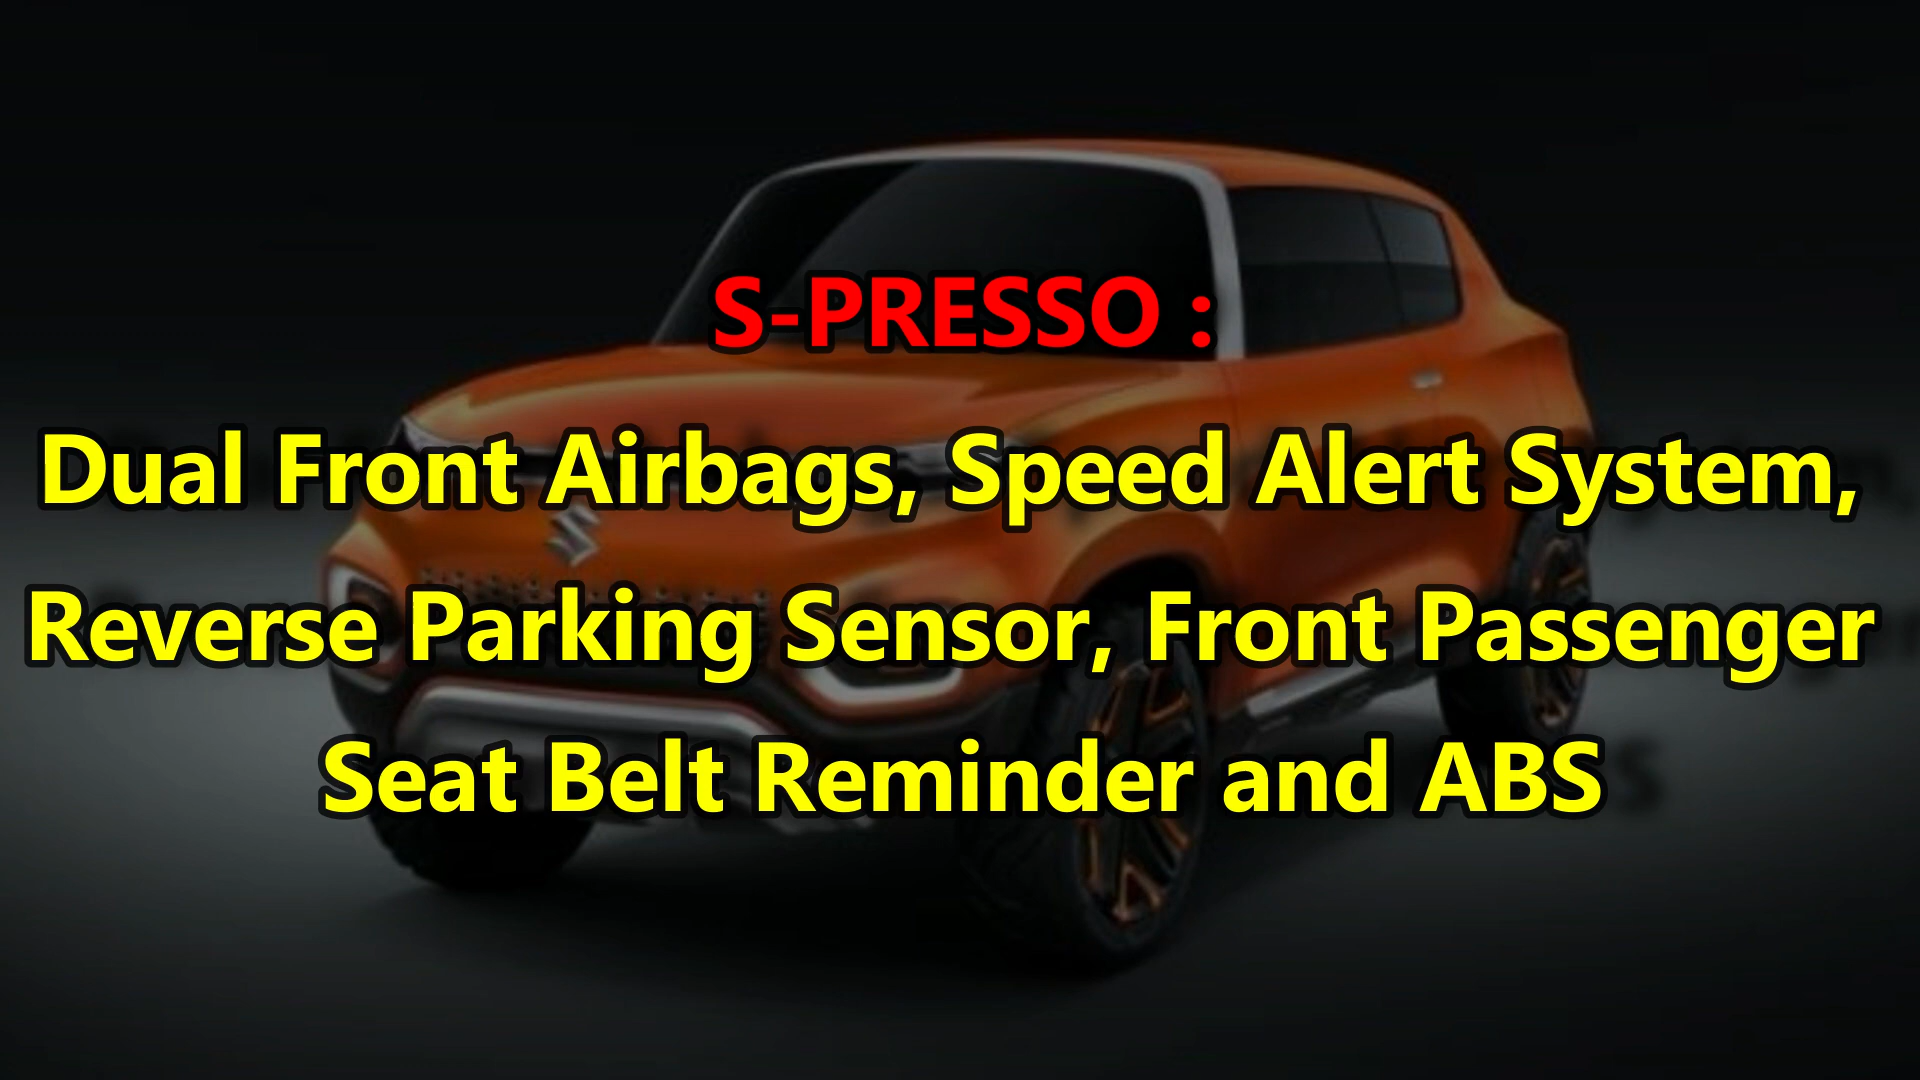 S-PRESSO :
Dual Front Airbags, Speed Alert System,
Reverse Parking Sensor, Front Passenger
Seat Belt Reminder and ABS